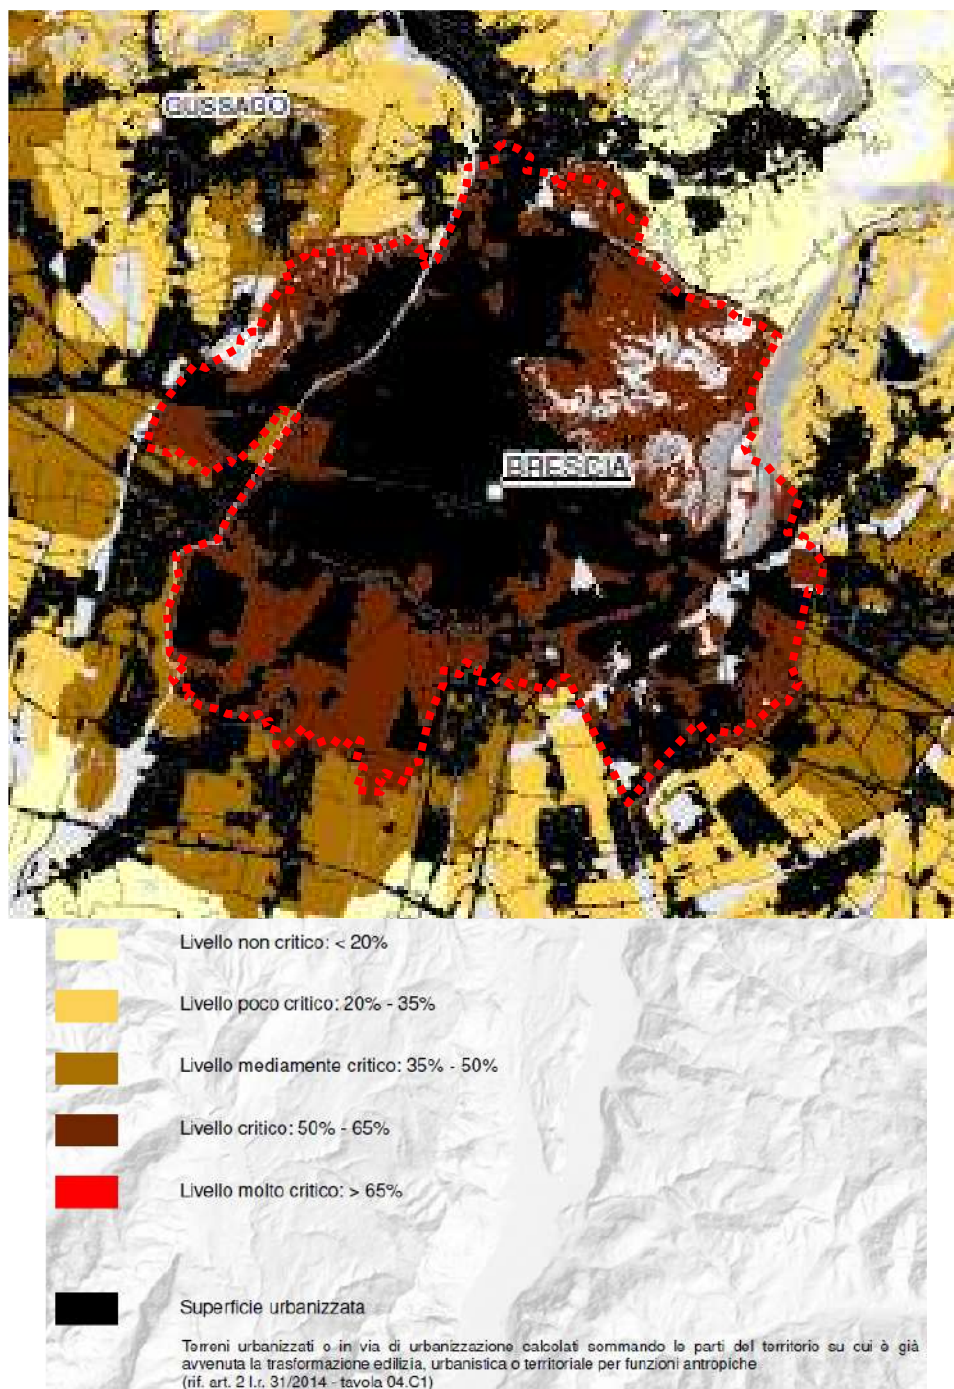 GUSSAGO
BRESCIA
Livello non critico: < 20%
Livello poco critico: 20% - 35%
Livello mediamente critico: 35% - 50%
Livello critico: 50% - 65%
Livello molto critico: > 65%
Superficie urbanizzata
Terreni urbanizzati o in via di urbanizzazione calcolati sommando le parti del territorio su cui è già
avvenuta la trasformazione edilizia, urbanistica o territoriale per funzioni antropiche
(rif. art. 2 l.r. 31/2014 - tavola 04.C1)